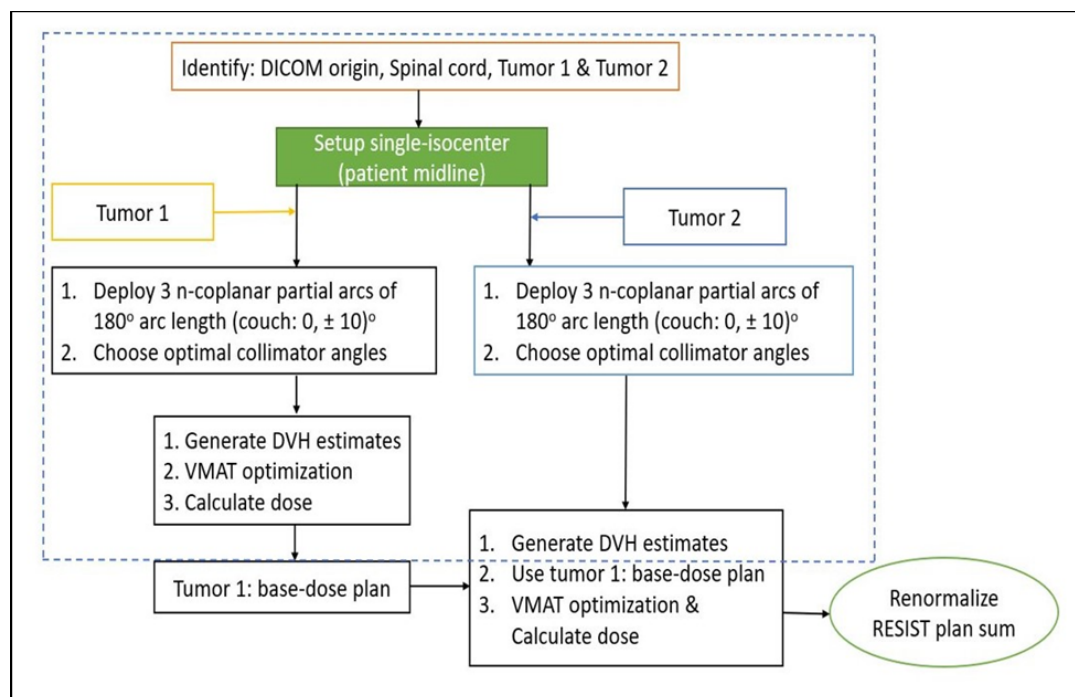 Identify: DICOM origin, Spinal cord, Tumor 1 & Tumor 2
Setup single-isocenter
(patient midline)
Tumor 1
Tumor 2
1. Deploy 3 n-coplanar partial arcs of
180º arc length (couch: 0, ± 10)º
2. Choose optimal collimator angles
1. Deploy 3 n-coplanar partial arcs of
180º arc length (couch: 0, ± 10)º
2. Choose optimal collimator angles
1. Generate DVH estimates
2. VMAT optimization
3. Calculate dose
Tumor 1: base-dose plan
1. Generate DVH estimates
2. Use tumor 1: base-dose plan
3. VMAT optimization &
Calculate dose
Renormalize
RESIST plan sum